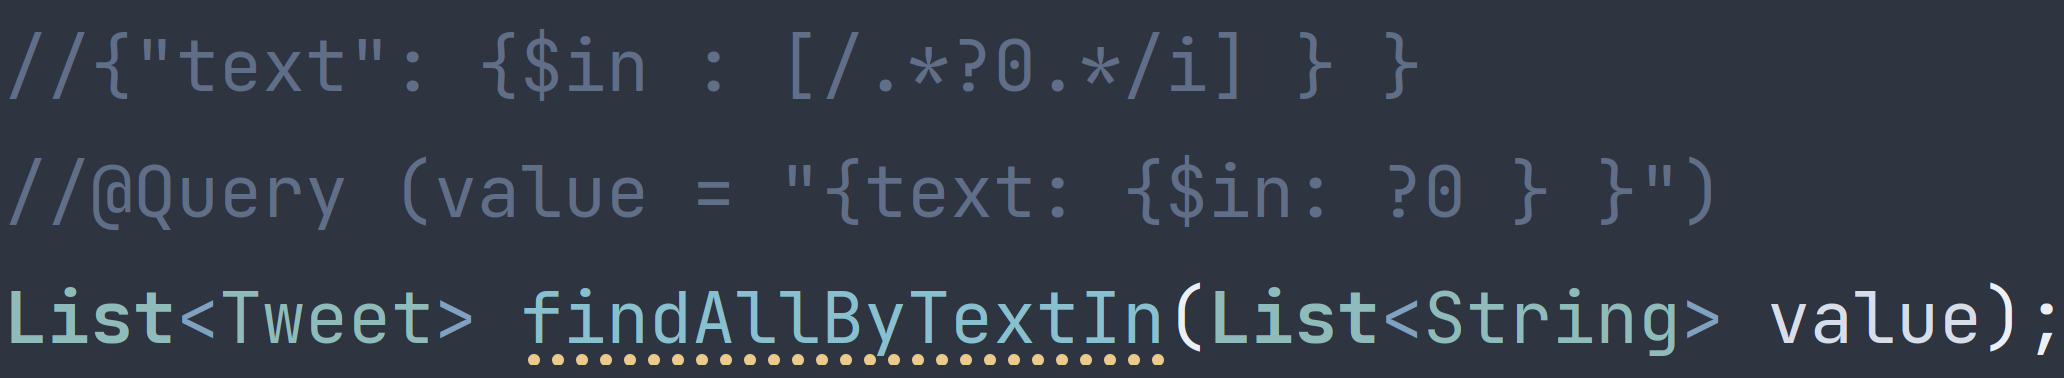 //{"text": {$in : [/.*?0.*/i] } }
//@Query (value = "{text: {$in: ?0 } }")
List<Tweet> findAllByTextIn(List<String> value);